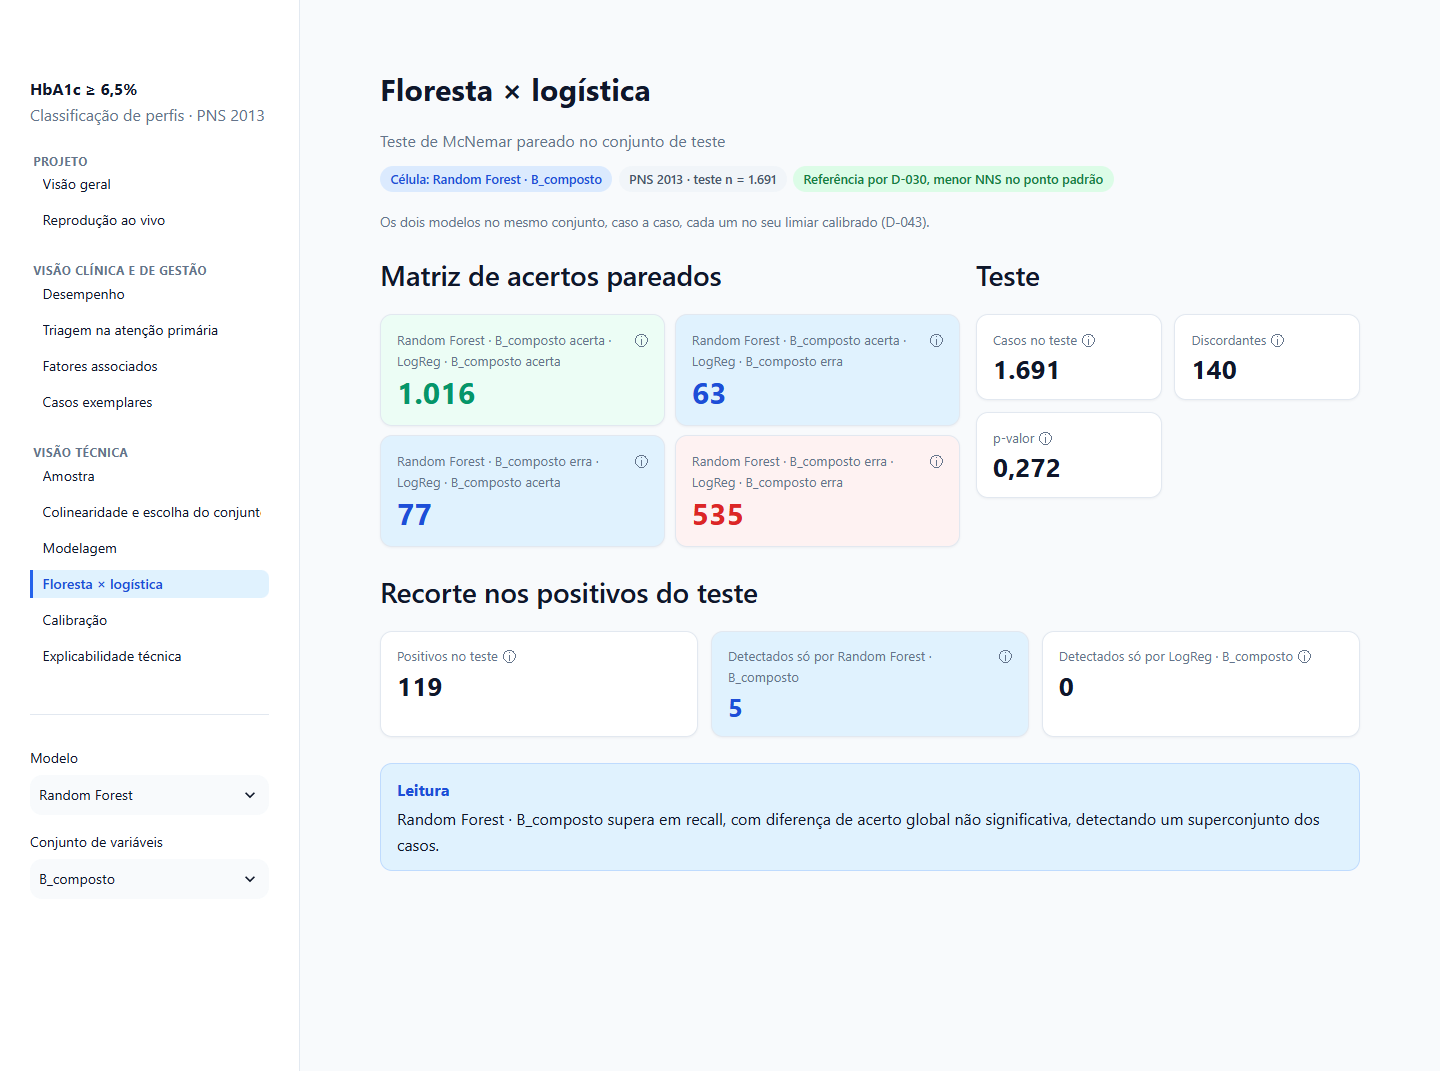 HbA1c ≥ 6,5%
Classificação de perfis · PNS 2013
PROJETO
Visão geral
Reprodução ao vivo
VISÃO CLÍNICA E DE GESTÃO
Desempenho
Triagem na atenção primária
Fatores associados
Casos exemplares
VISÃO TÉCNICA
Amostra
Colinearidade e escolha do conjunt
Modelagem
Floresta × logística
Calibração
Explicabilidade técnica
Modelo
Random Forest
Conjunto de variáveis
B_composto
Floresta × logística
Teste de McNemar pareado no conjunto de teste
Célula: Random Forest · B_composto
PNS 2013 · teste n = 1.691
Referência por D-030, menor NNS no ponto padrão
Os dois modelos no mesmo conjunto, caso a caso, cada um no seu limiar calibrado (D-043).
Matriz de acertos pareados
Random Forest · B_composto acerta ·
LogReg · B_composto acerta
1.016
Random Forest · B_composto acerta ·
LogReg · B_composto erra
63
Random Forest · B_composto erra ·
LogReg · B_composto acerta
77
Random Forest · B_composto erra ·
LogReg · B_composto erra
535
Teste
Casos no teste
1.691
Discordantes
140
p-valor
0,272
Recorte nos positivos do teste
Positivos no teste
119
Detectados só por Random Forest ·
B_composto
5
Detectados só por LogReg · B_composto
0
Leitura
Random Forest · B_composto supera em recall, com diferença de acerto global não significativa, detectando um superconjunto dos
casos.